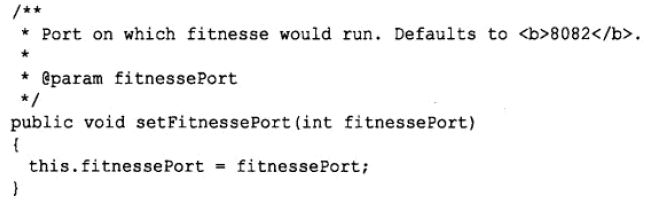 /**
 * Port on which fitnesse would run. Defaults to <b>8082</b>.
 *
 * @param fitnessePort
 */
public void setFitnessePort(int fitnessePort)
{
  this.fitnessePort = fitnessePort;
}